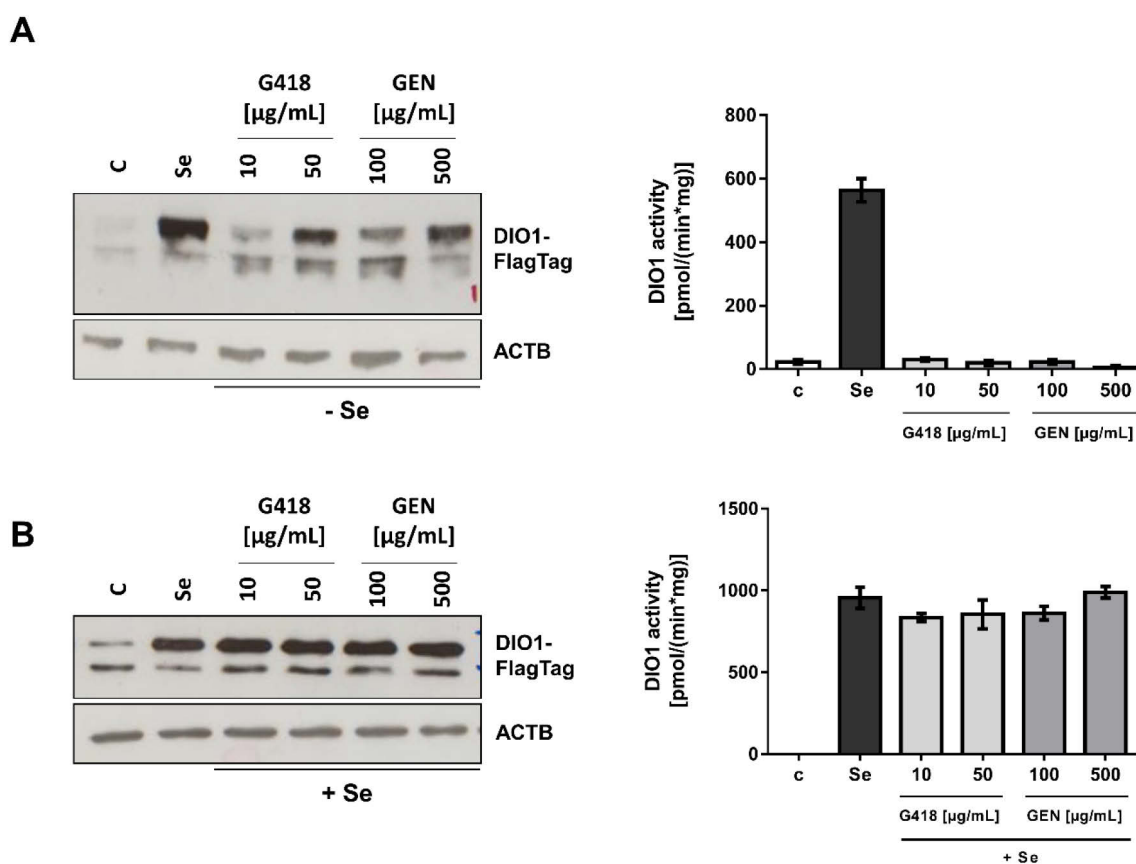 A
G418
[µg/mL]
GEN
[µg/mL]
C
Se
10
50
100
500
DIO1-
FlagTag
ACTB
- Se
DIO1 activity
[pmol/(min*mg)]
800
600
400
200
0
c Se 10 50 100 500
G418 [µg/mL] GEN [µg/mL]
B
G418
[µg/mL]
GEN
[µg/mL]
C
Se
10
50
100
500
DIO1-
FlagTag
ACTB
+ Se
DIO1 activity
[pmol/(min*mg)]
1500
1000
500
0
c Se 10 50 100 500
G418 [µg/mL] GEN [µg/mL]
+ Se